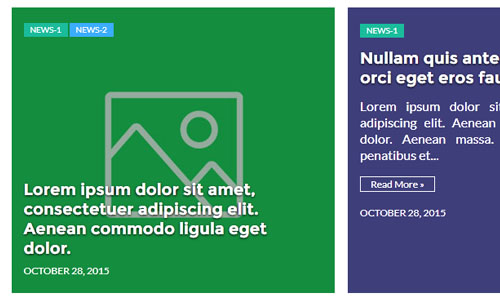 NEWS-1 NEWS-2
Lorem ipsum dolor sit amet,
consectetuer adipiscing elit.
Aenean commodo ligula eget
dolor.
OCTOBER 28, 2015
NEWS-1
Nullam quis ante
orci eget eros
Lorem ipsum dolor
adipiscing elit. Aenean
dolor. Aenean massa.
penatibus et...
Read More »
OCTOBER 28, 2015